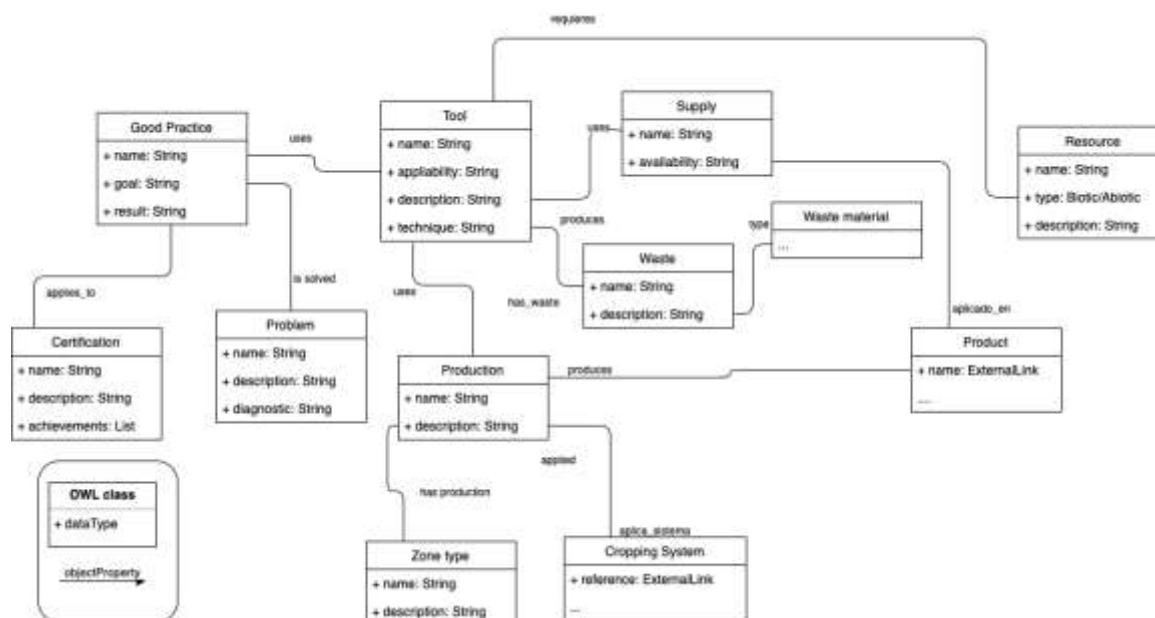 requieres
Tool
+ name: String
+ appliability: String
+ description: String
+ technique: String
Supply
+ name: String
+ availability: String
Good Practice
+ name: String
+ goal: String
+ result: String
uses
uses
Resource
+ name: String
+ type: Biotic/Abiotic
+ description: String
produces
type
Waste material
...
Waste
+ name: String
+ description: String
has_waste
uses
is solved
apples_to
Certification
+ name: String
+ description: String
+ achievements: List
Problem
+ name: String
+ description: String
+ diagnostic: String
aplicado_en
Product
+ name: ExternalLink
....
Production
+ name: String
+ description: String
produces
applied
has production
aplica_sistema
OWL class
+ dataType
objectProperty
Zone type
+ name: String
+ description: String
Cropping System
+ reference: ExternalLink
...